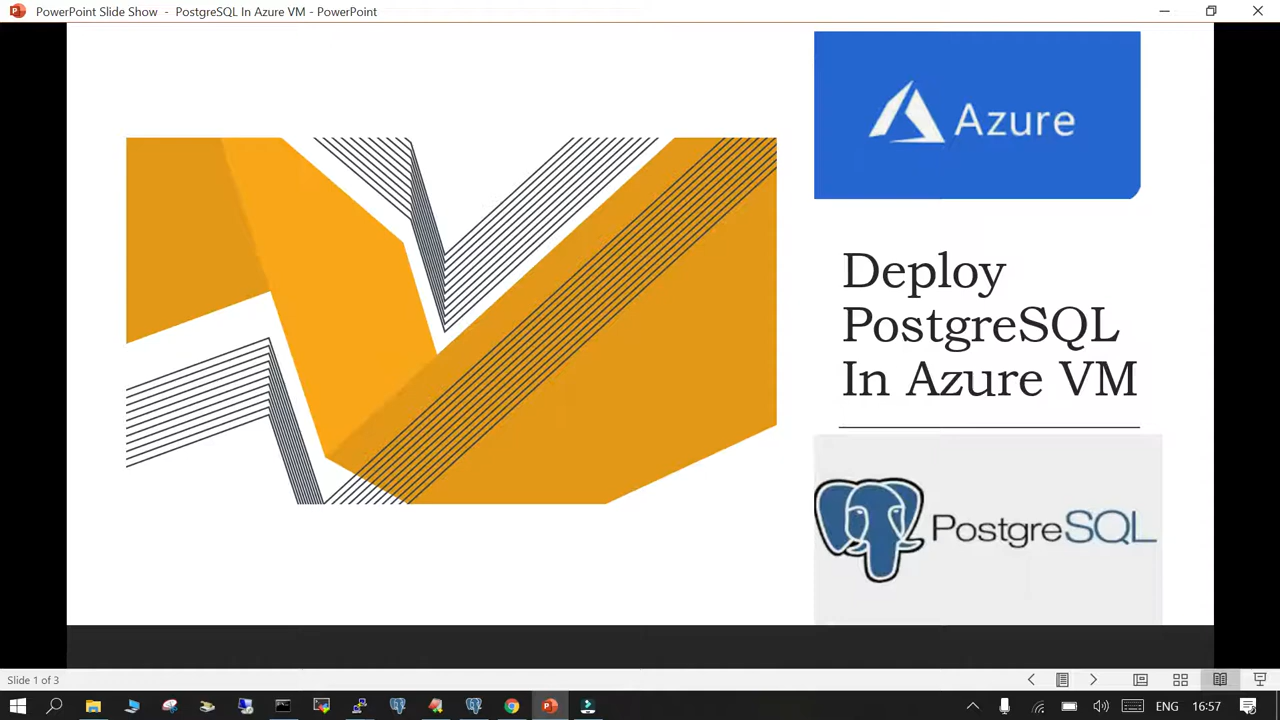 PowerPoint Slide Show - PostgreSQL In Azure VM - PowerPoint
Azure
Deploy
PostgreSQL
In Azure VM
PostgreSQL
Slide 1 of 3
ENG
16:57